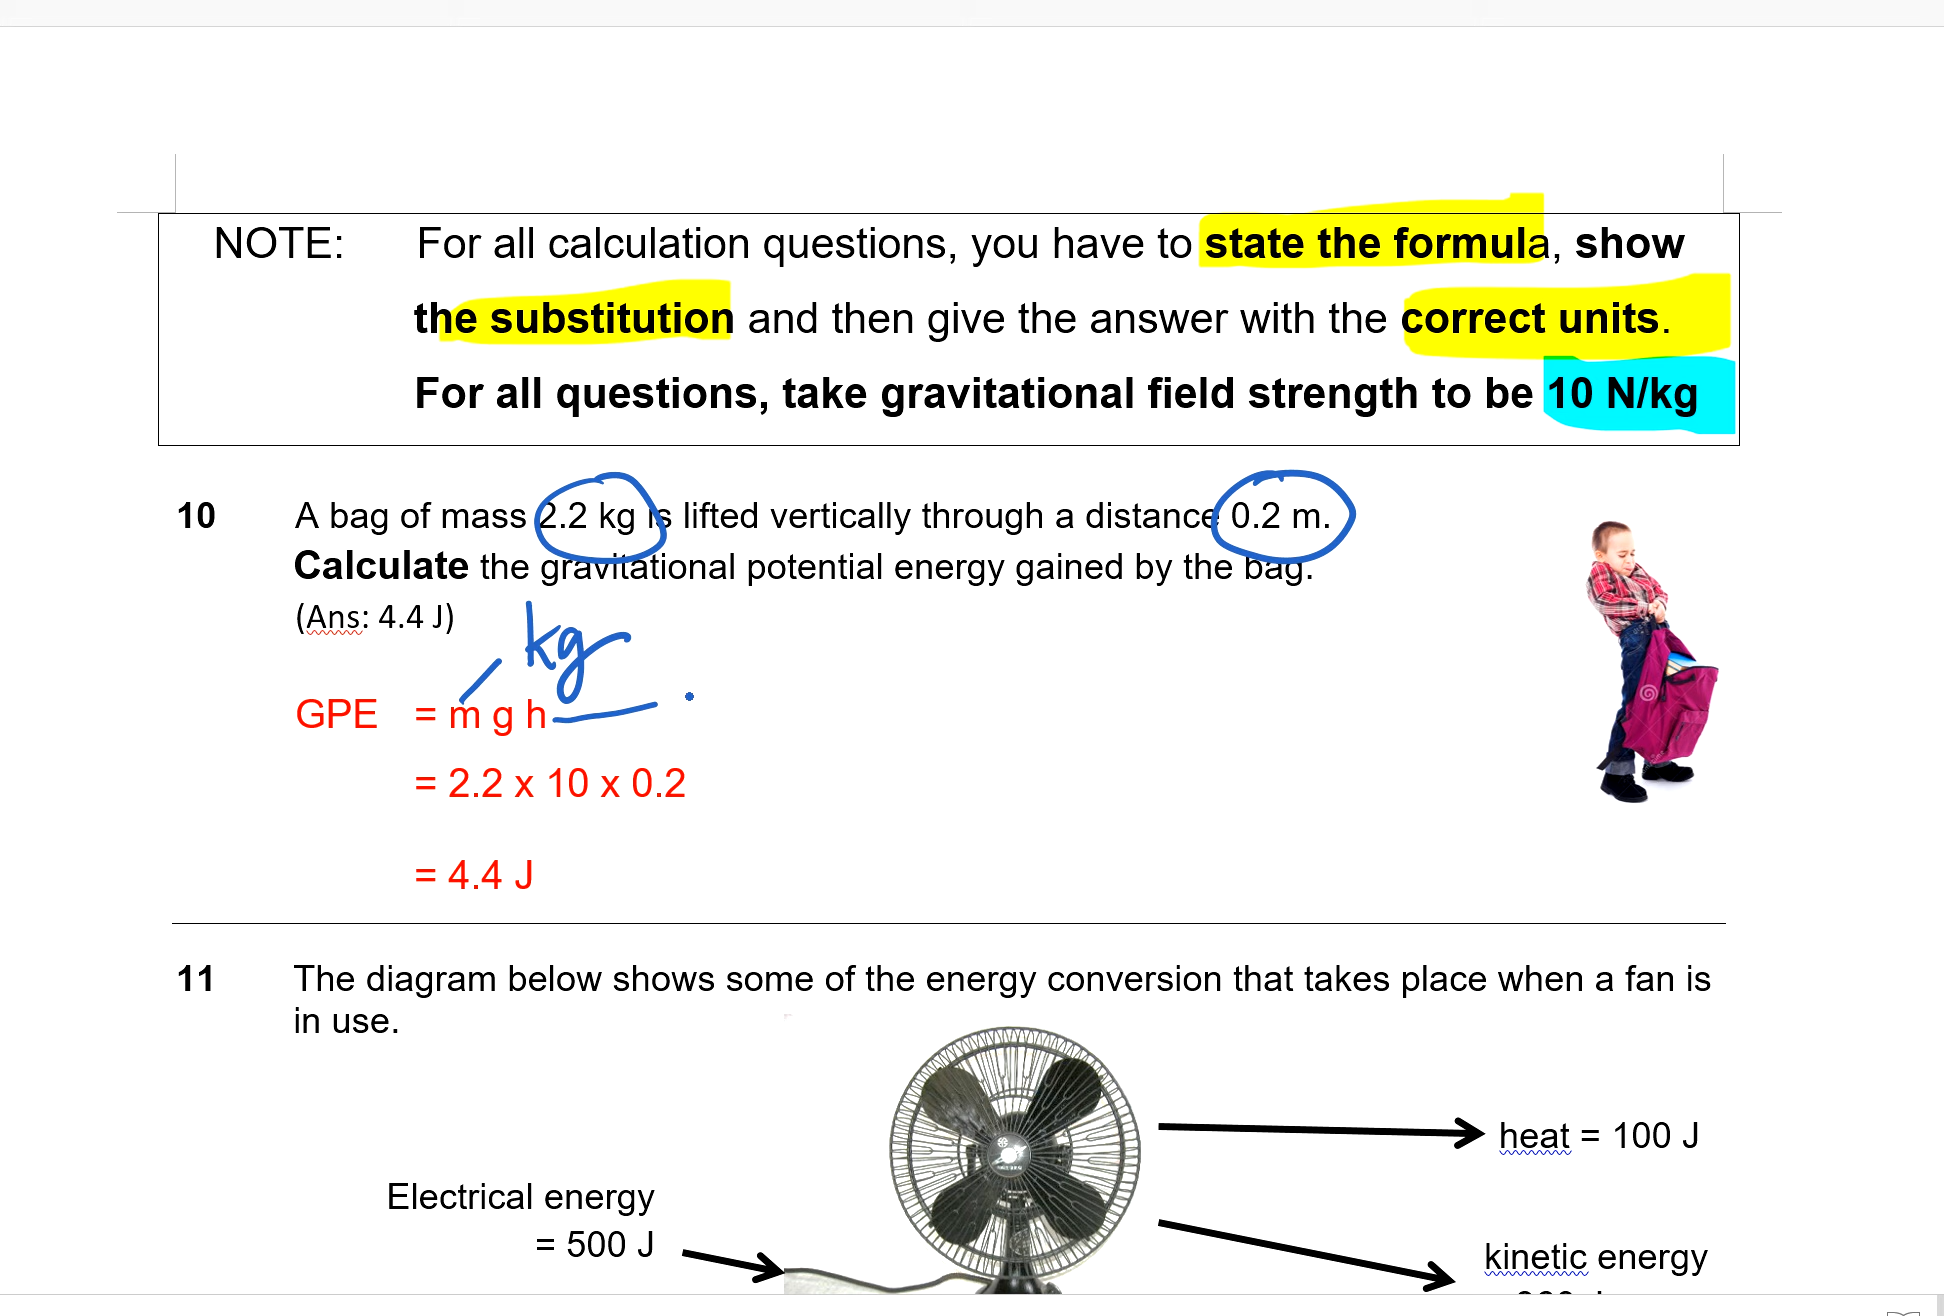 NOTE: For all calculation questions, you have to state the formula, show
the substitution and then give the answer with the correct units.
For all questions, take gravitational field strength to be 10 N/kg
10 A bag of mass 2.2 kg is lifted vertically through a distance 0.2 m.
Calculate the gravitational potential energy gained by the bag.
(Ans: 4.4 J)
kg
GPE = m g h
= 2.2 x 10 x 0.2
= 4.4 J
11 The diagram below shows some of the energy conversion that takes place when a fan is
in use.
heat = 100 J
Electrical energy
= 500 J
kinetic energy